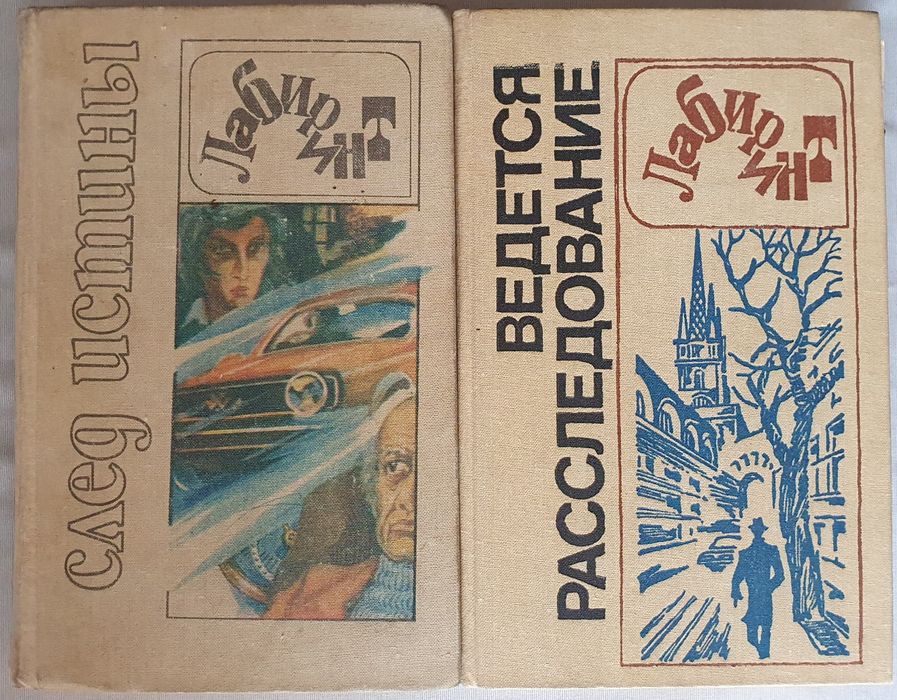 След истины
Лабиринт
ВЕДЕТСЯ
РАССЛЕДОВАНИЕ
Лабиринт